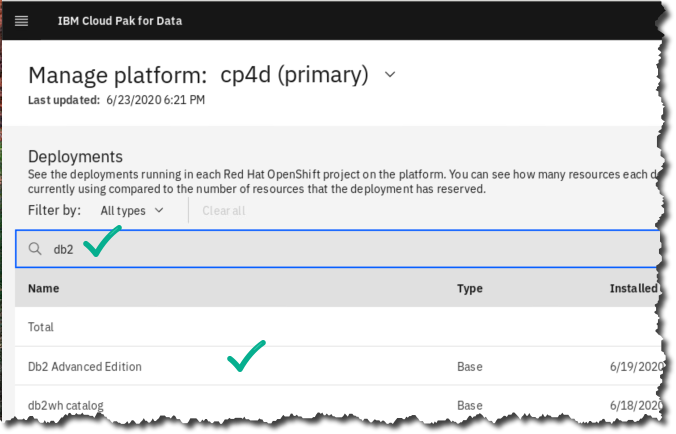 IBM Cloud Pak for Data
Manage platform: cp4d (primary)
Last updated: 6/23/2020 6:21 PM
Deployments
See the deployments running in each Red Hat OpenShift project on the platform. You can see how many resources each
currently using compared to the number of resources that the deployment has reserved.
Filter by: All types Clear all
db2
Name Type Installed
Total
Db2 Advanced Edition Base 6/19/2020
db2wh catalog Base 6/18/2020